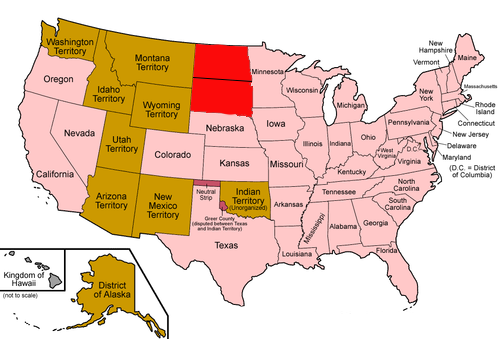 Washington
Territory
Montana
Territory
Oregon
Idaho
Territory
Wyoming
Territory
Minnesota
Wisconsin
Michigan
New
Hampshire
Vermont
Maine
Massachusetts
New
York
Rhode
Island
Connecticut
New Jersey
Delaware
Maryland
(D.C. = District
of Columbia)
Pennsylvania
Nevada
Utah
Territory
California
Colorado
Nebraska
Iowa
Kansas
Missouri
Illinois
Indiana
Ohio
West
Virginia
D.C.
Virginia
Kentucky
North
Carolina
Tennessee
South
Carolina
Arizona
Territory
New
Mexico
Territory
Neutral
Strip
Indian
Territory
(Unorganized)
Greer County
(disputed between Texas
and Indian Territory)
Arkansas
Mississippi
Alabama
Georgia
Texas
Louisiana
Florida
Kingdom of
Hawaii
(not to scale)
District
of Alaska